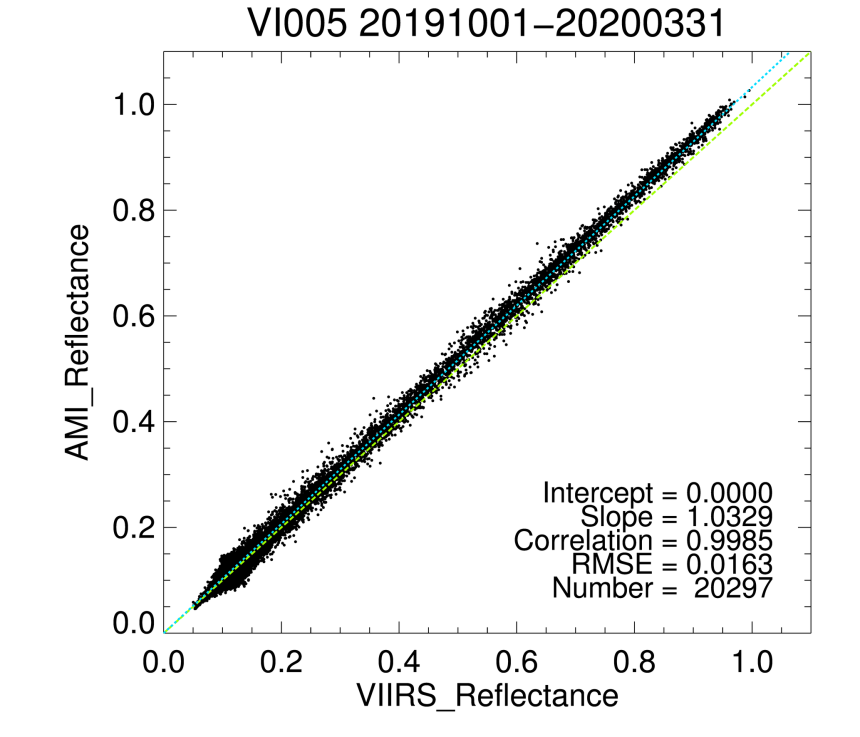 VI005 20191001−20200331
1.0
0.8
0.6
0.4
0.2
0.0
AMI_Reflectance
Intercept = 0.0000
Slope = 1.0329
Correlation = 0.9985
RMSE = 0.0163
Number = 20297
0.0 0.2 0.4 0.6 0.8 1.0
VIIRS_Reflectance